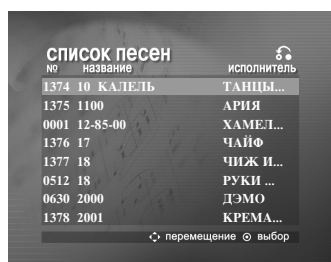 список песен
№ название исполнитель
1374 10 КАЛЕЛЬ ТАНЦЫ...
1375 1100 АРИЯ
0001 12-85-00 ХАМЕЛ...
1376 17 ЧАЙФ
1377 18 ЧИЖ И...
0512 18 РУКИ ...
0630 2000 ДЭМО
1378 2001 КРЕМА...
перемещение выбор